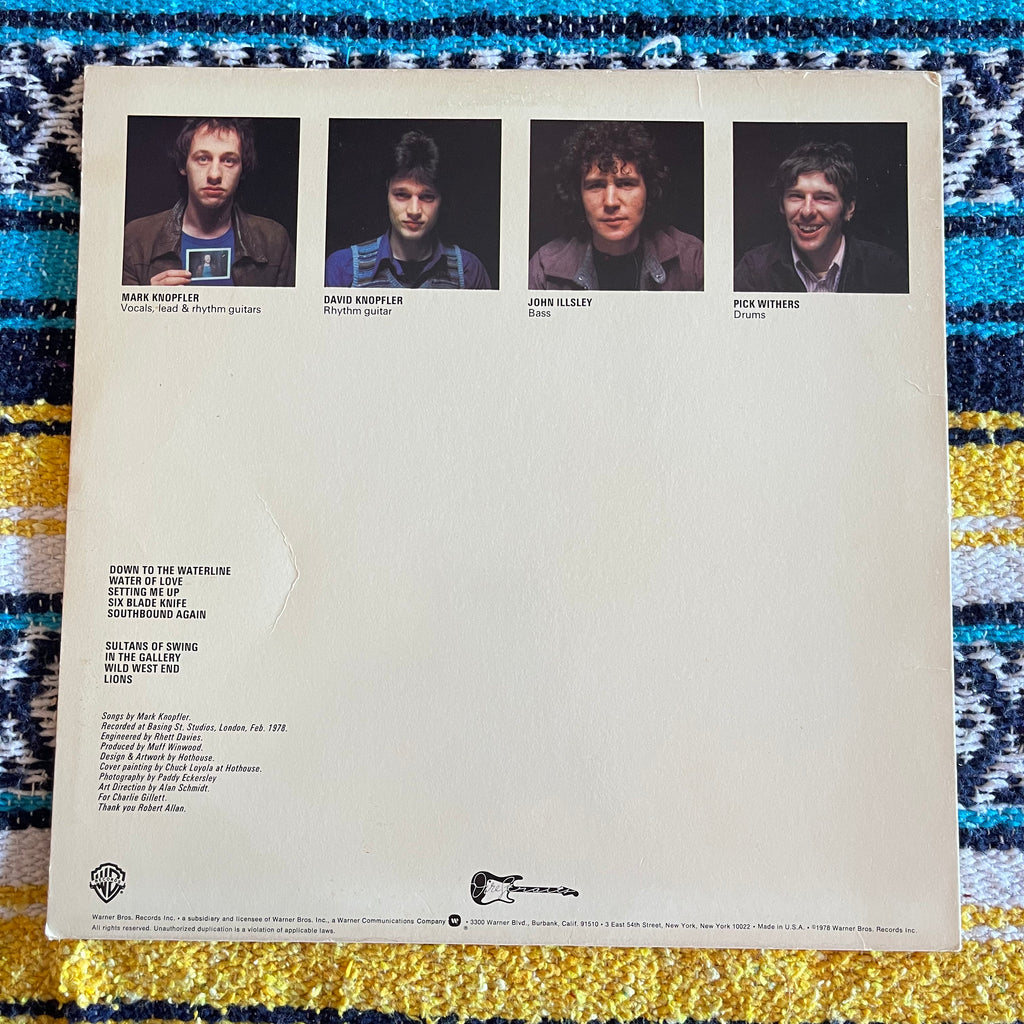 MARK KNOPFLER
Vocals, lead & rhythm guitars
DAVID KNOPFLER
Rhythm guitar
JOHN ILLSLEY
Bass
PICK WITHERS
Drums
DOWN TO THE WATERLINE
WATER OF LOVE
SETTING ME UP
SIX BLADE KNIFE
SOUTHBOUND AGAIN
SULTANS OF SWING
IN THE GALLERY
WILD WEST END
LIONS
Songs by Mark Knopfler.
Recorded at Basing St. Studios, London, Feb. 1978.
Engineered by Rhett Davies.
Produced by Muff Winwood.
Design & Artwork by Hothouse.
Cover painting by Chuck Loyola at Hothouse.
Photography by Paddy Eckersley
Art Direction by Alan Schmidt.
For Charlie Gillett.
Thank you Robert Allan.
WB
RECORDS
Dire Straits
Warner Bros. Records Inc. • a subsidiary and licensee of Warner Bros. Inc., a Warner Communications Company W ® • 3300 Warner Blvd., Burbank, Calif. 91510 • 3 East 54th Street, New York, New York 10022 • Made in U.S.A. • ©1978 Warner Bros. Records Inc.
All rights reserved. Unauthorized duplication is a violation of applicable laws.